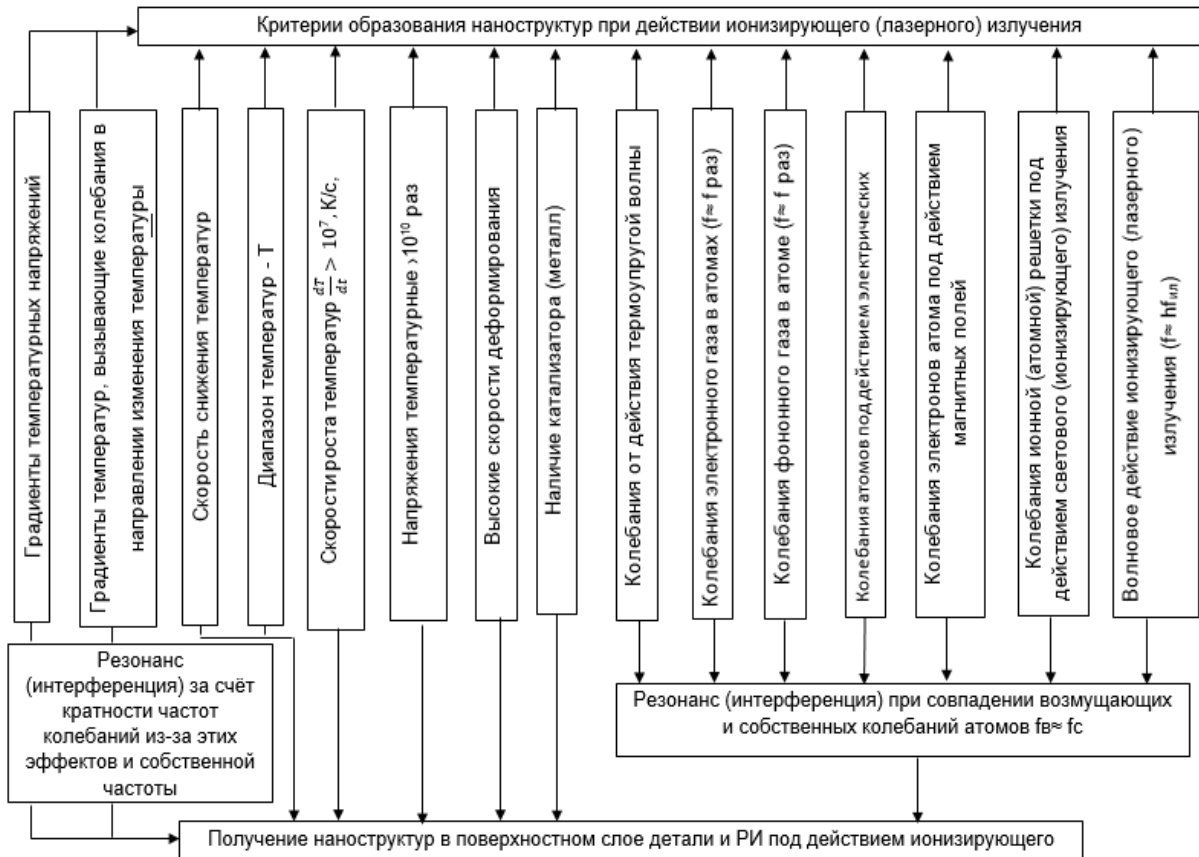 Критерии образования наноструктур при действии ионизирующего (лазерного) излучения
Градиенты температурных напряжений
Градиенты температур, вызывающие колебания в
направлении изменения температуры
Скорость снижения температур
Диапазон температур - Т
Скорости роста температур dT/dt > 10⁷, К/с,
Напряжения температурные >10¹⁰ раз
Высокие скорости деформирования
Наличие катализатора (металл)
Колебания от действия термоупругой волны
Колебания электронного газа в атомах (f≈ f раз)
Колебания фононного газа в атоме (f≈ f раз)
Колебания атомов под действием электрических
Колебания электронов атома под действием
магнитных полей
Колебания ионной (атомной) решетки под
действием светового (ионизирующего) излучения
Волновое действие ионизирующего (лазерного)
излучения (f≈ hfил)
Резонанс
(интерференция) за счёт
кратности частот
колебаний из-за этих
эффектов и собственной
частоты
Резонанс (интерференция) при совпадении возмущающих
и собственных колебаний атомов fв≈ fс
Получение наноструктур в поверхностном слое детали и РИ под действием ионизирующего